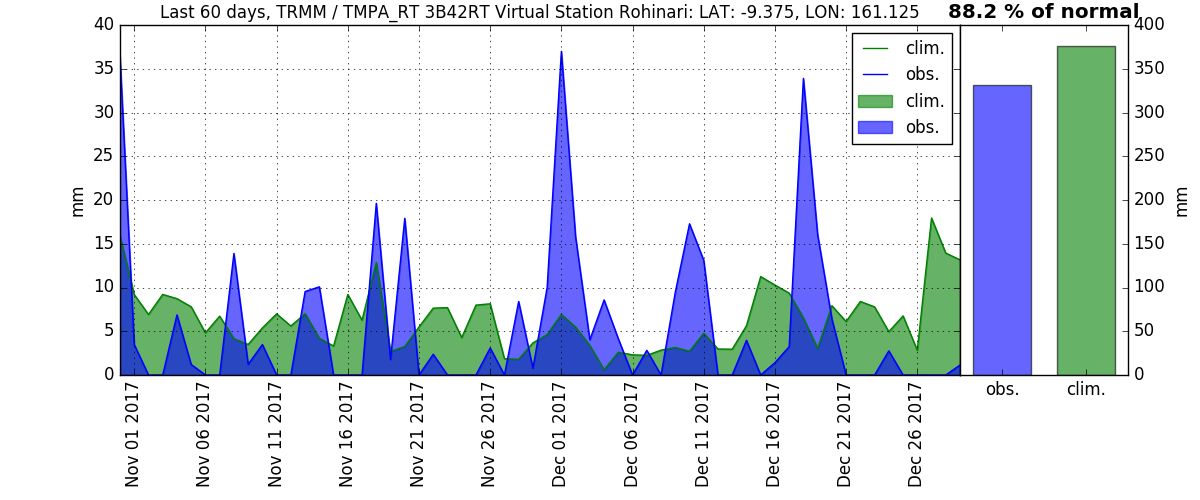 Last 60 days, TRMM / TMPA_RT 3B42RT Virtual Station Rohinari: LAT: -9.375, LON: 161.125
88.2 % of normal
40
35
30
25
20
15
10
5
0
mm
clim.
obs.
clim.
obs.
400
350
300
250
200
150
100
50
0
mm
Nov 01 2017
Nov 06 2017
Nov 11 2017
Nov 16 2017
Nov 21 2017
Nov 26 2017
Dec 01 2017
Dec 06 2017
Dec 11 2017
Dec 16 2017
Dec 21 2017
Dec 26 2017
obs.
clim.